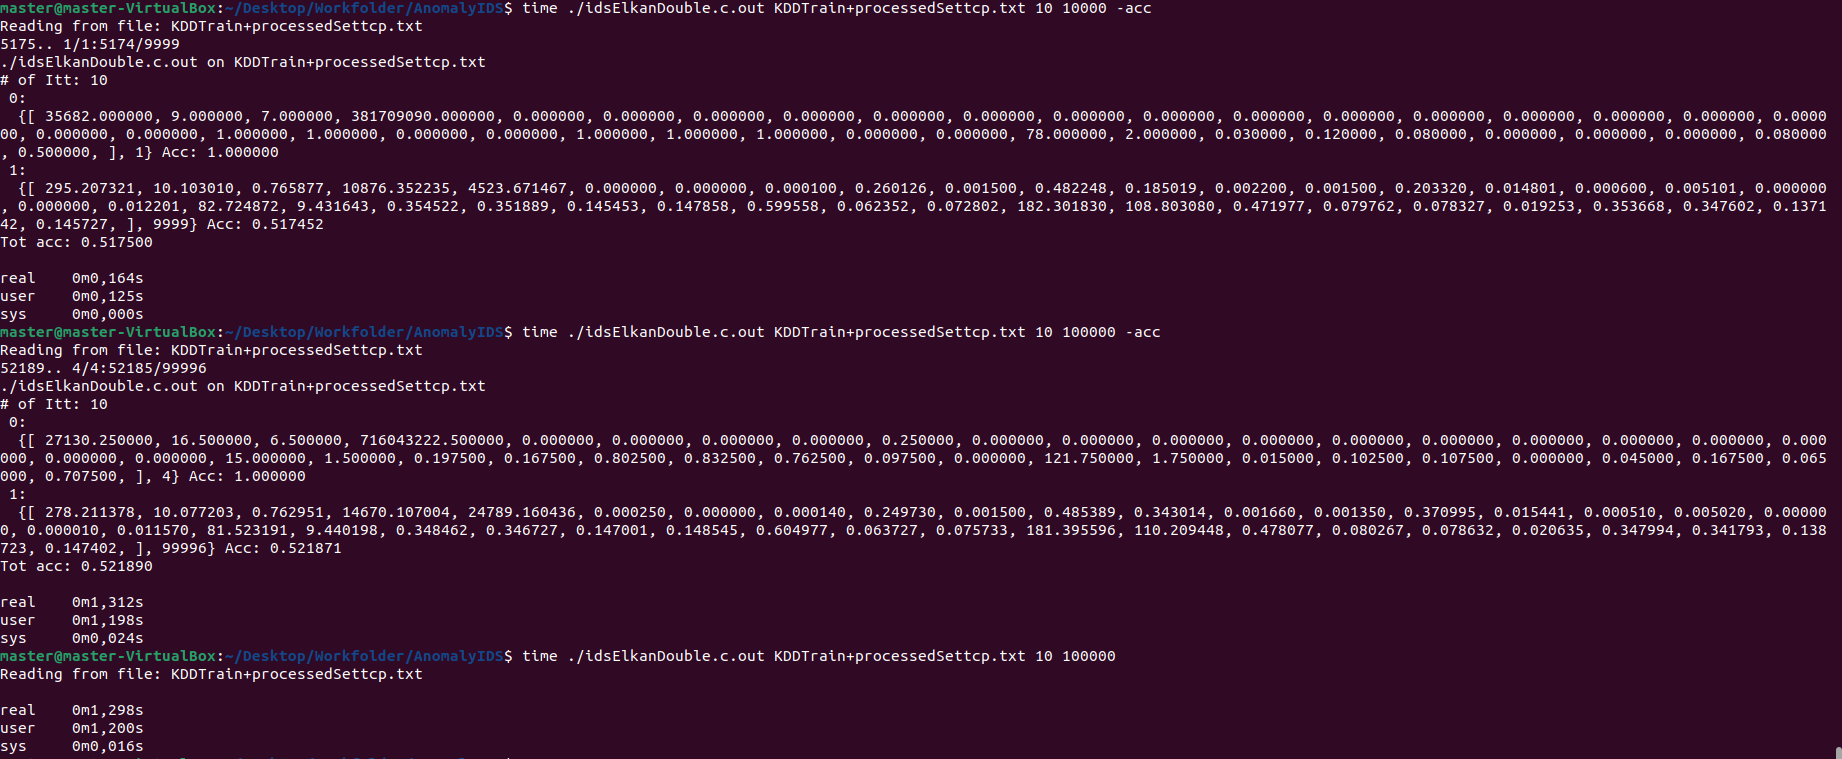 master@master-VirtualBox:~/Desktop/Workfolder/AnomalyIDS$ time ./idsElkanDouble.c.out KDDTrain+processedSettcp.txt 10 10000 -acc
Reading from file: KDDTrain+processedSettcp.txt
5175.. 1/1:5174/9999
./idsElkanDouble.c.out on KDDTrain+processedSettcp.txt
# of Itt: 10
 0:
  {[ 35682.000000, 9.000000, 7.000000, 381709090.000000, 0.000000, 0.000000, 0.000000, 0.000000, 0.000000, 0.000000, 0.000000, 0.000000, 0.000000, 0.000000, 0.000000, 0.000000, 0.000000, 0.0000
00, 0.000000, 0.000000, 1.000000, 1.000000, 0.000000, 0.000000, 1.000000, 1.000000, 1.000000, 0.000000, 0.000000, 78.000000, 2.000000, 0.030000, 0.120000, 0.080000, 0.000000, 0.000000, 0.000000, 0.080000
, 0.500000, ], 1} Acc: 1.000000
 1:
  {[ 295.207321, 10.103010, 0.765877, 10876.352235, 4523.671467, 0.000000, 0.000000, 0.000100, 0.260126, 0.001500, 0.482248, 0.185019, 0.002200, 0.001500, 0.203320, 0.014801, 0.000600, 0.005101, 0.000000
, 0.000000, 0.012201, 82.724872, 9.431643, 0.354522, 0.351889, 0.145453, 0.147858, 0.599558, 0.062352, 0.072802, 182.301830, 108.803080, 0.471977, 0.079762, 0.078327, 0.019253, 0.353668, 0.347602, 0.1371
42, 0.145727, ], 9999} Acc: 0.517452
Tot acc: 0.517500
real    0m0,164s
user    0m0,125s
sys     0m0,000s
master@master-VirtualBox:~/Desktop/Workfolder/AnomalyIDS$ time ./idsElkanDouble.c.out KDDTrain+processedSettcp.txt 10 100000 -acc
Reading from file: KDDTrain+processedSettcp.txt
52189.. 4/4:52185/99996
./idsElkanDouble.c.out on KDDTrain+processedSettcp.txt
# of Itt: 10
 0:
  {[ 27130.250000, 16.500000, 6.500000, 716043222.500000, 0.000000, 0.000000, 0.000000, 0.000000, 0.250000, 0.000000, 0.000000, 0.000000, 0.000000, 0.000000, 0.000000, 0.000000, 0.000000, 0.000
000, 0.000000, 0.000000, 15.000000, 1.500000, 0.197500, 0.167500, 0.802500, 0.832500, 0.762500, 0.097500, 0.000000, 121.750000, 1.750000, 0.015000, 0.102500, 0.107500, 0.000000, 0.045000, 0.167500, 0.065
000, 0.707500, ], 4} Acc: 1.000000
 1:
  {[ 278.211378, 10.077203, 0.762951, 14670.107004, 24789.160436, 0.000250, 0.000000, 0.000140, 0.249730, 0.001500, 0.485389, 0.343014, 0.001660, 0.001350, 0.370995, 0.015441, 0.000510, 0.005020, 0.00000
0, 0.000010, 0.011570, 81.523191, 9.440198, 0.348462, 0.346727, 0.147001, 0.148545, 0.604977, 0.063727, 0.075733, 181.395596, 110.209448, 0.478077, 0.080267, 0.078632, 0.020635, 0.347994, 0.341793, 0.138
723, 0.147402, ], 99996} Acc: 0.521871
Tot acc: 0.521890
real    0m1,312s
user    0m1,198s
sys     0m0,024s
master@master-VirtualBox:~/Desktop/Workfolder/AnomalyIDS$ time ./idsElkanDouble.c.out KDDTrain+processedSettcp.txt 10 100000
Reading from file: KDDTrain+processedSettcp.txt
real    0m1,298s
user    0m1,200s
sys     0m0,016s